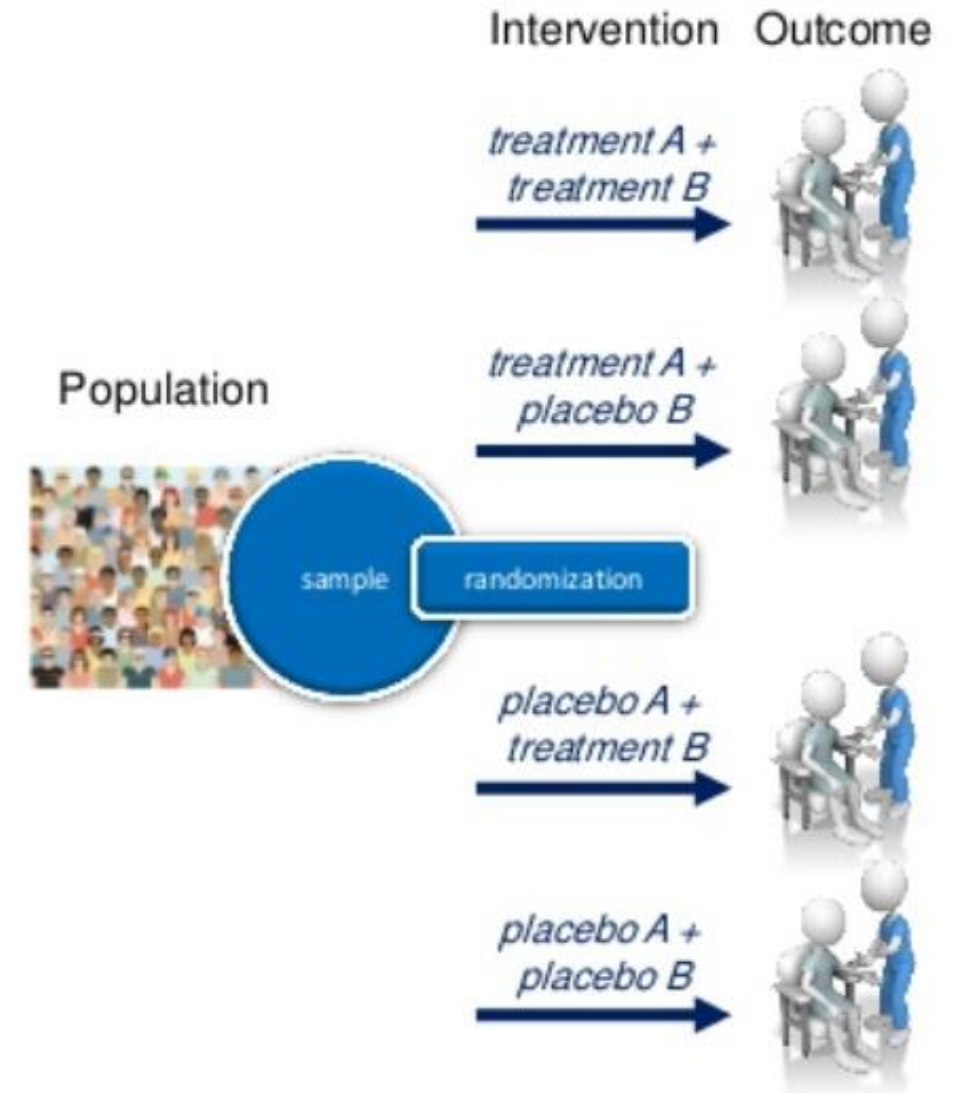 Intervention Outcome
treatment A +
treatment B
treatment A +
placebo B
Population
sample
randomization
placebo A +
treatment B
placebo A +
placebo B